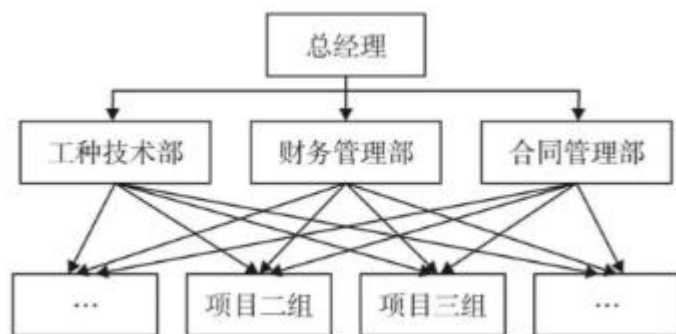 总经理
工种技术部
财务管理部
合同管理部
…
项目二组
项目三组
…